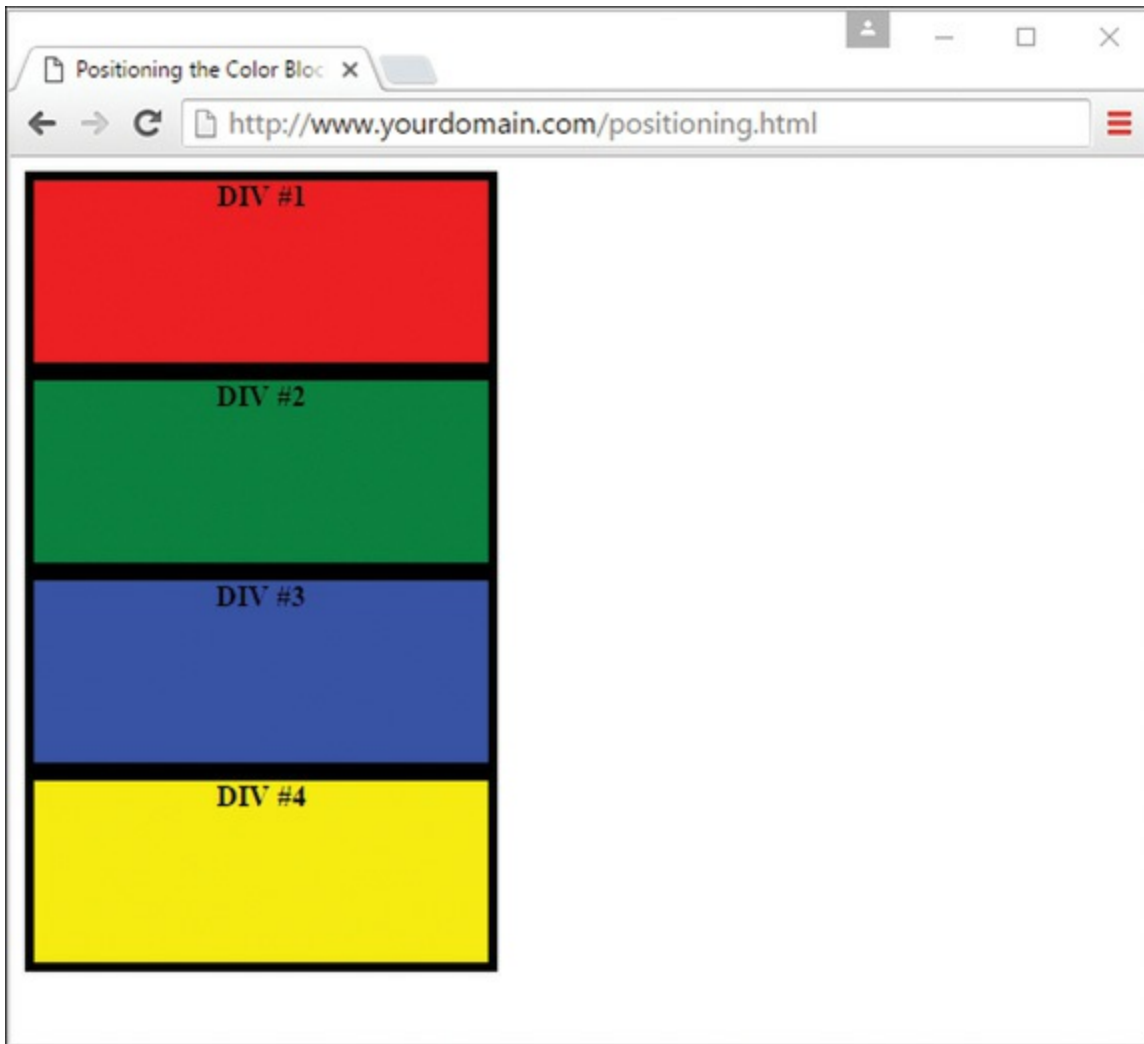 Positioning the Color Bloc
http://www.yourdomain.com/positioning.html
DIV #1
DIV #2
DIV #3
DIV #4